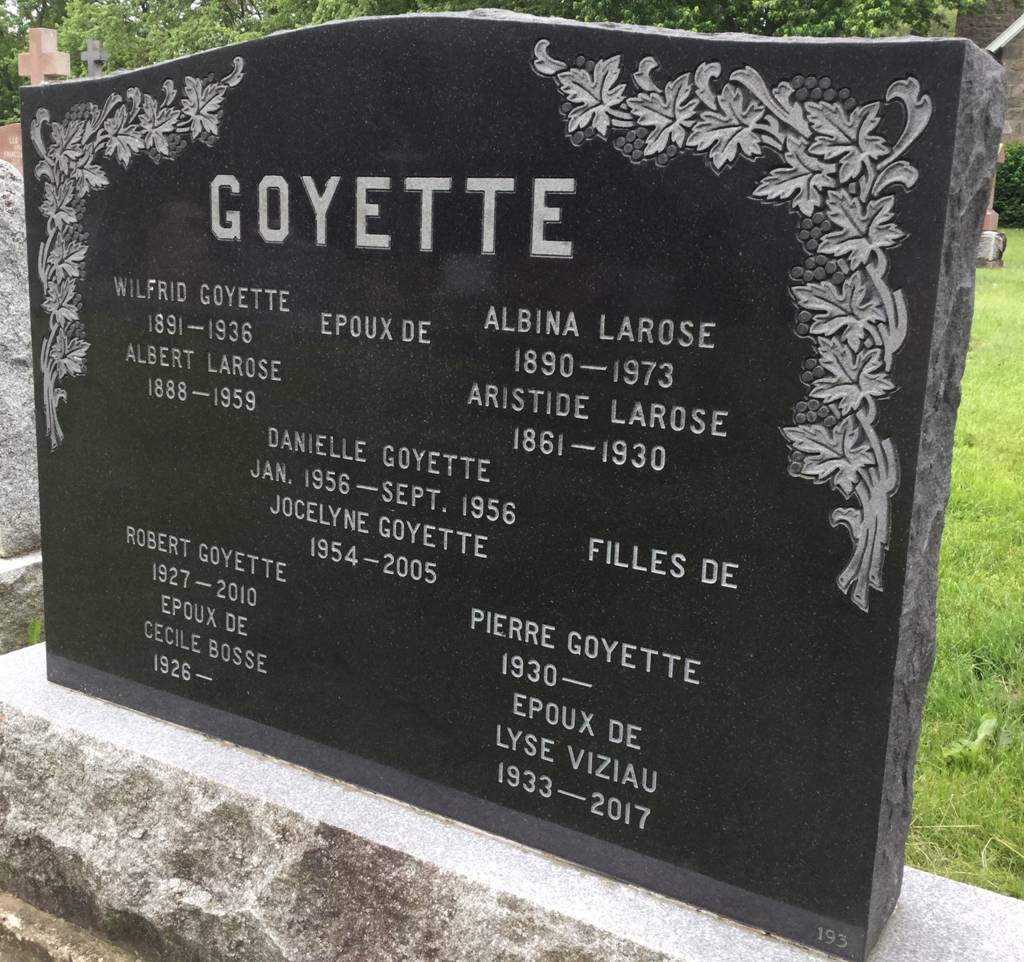 GOYETTE
WILFRID GOYETTE
1891—1936
EPOUX DE
ALBINA LAROSE
1890—1973
ALBERT LAROSE
1888—1959
ARISTIDE LAROSE
1861—1930
DANIELLE GOYETTE
JAN. 1956—SEPT. 1956
JOCELYNE GOYETTE
1954—2005
FILLES DE
ROBERT GOYETTE
1927—2010
EPOUX DE
CECILE BOSSE
1926—
PIERRE GOYETTE
1930—
EPOUX DE
LYSE VIZIAU
1933—2017
193